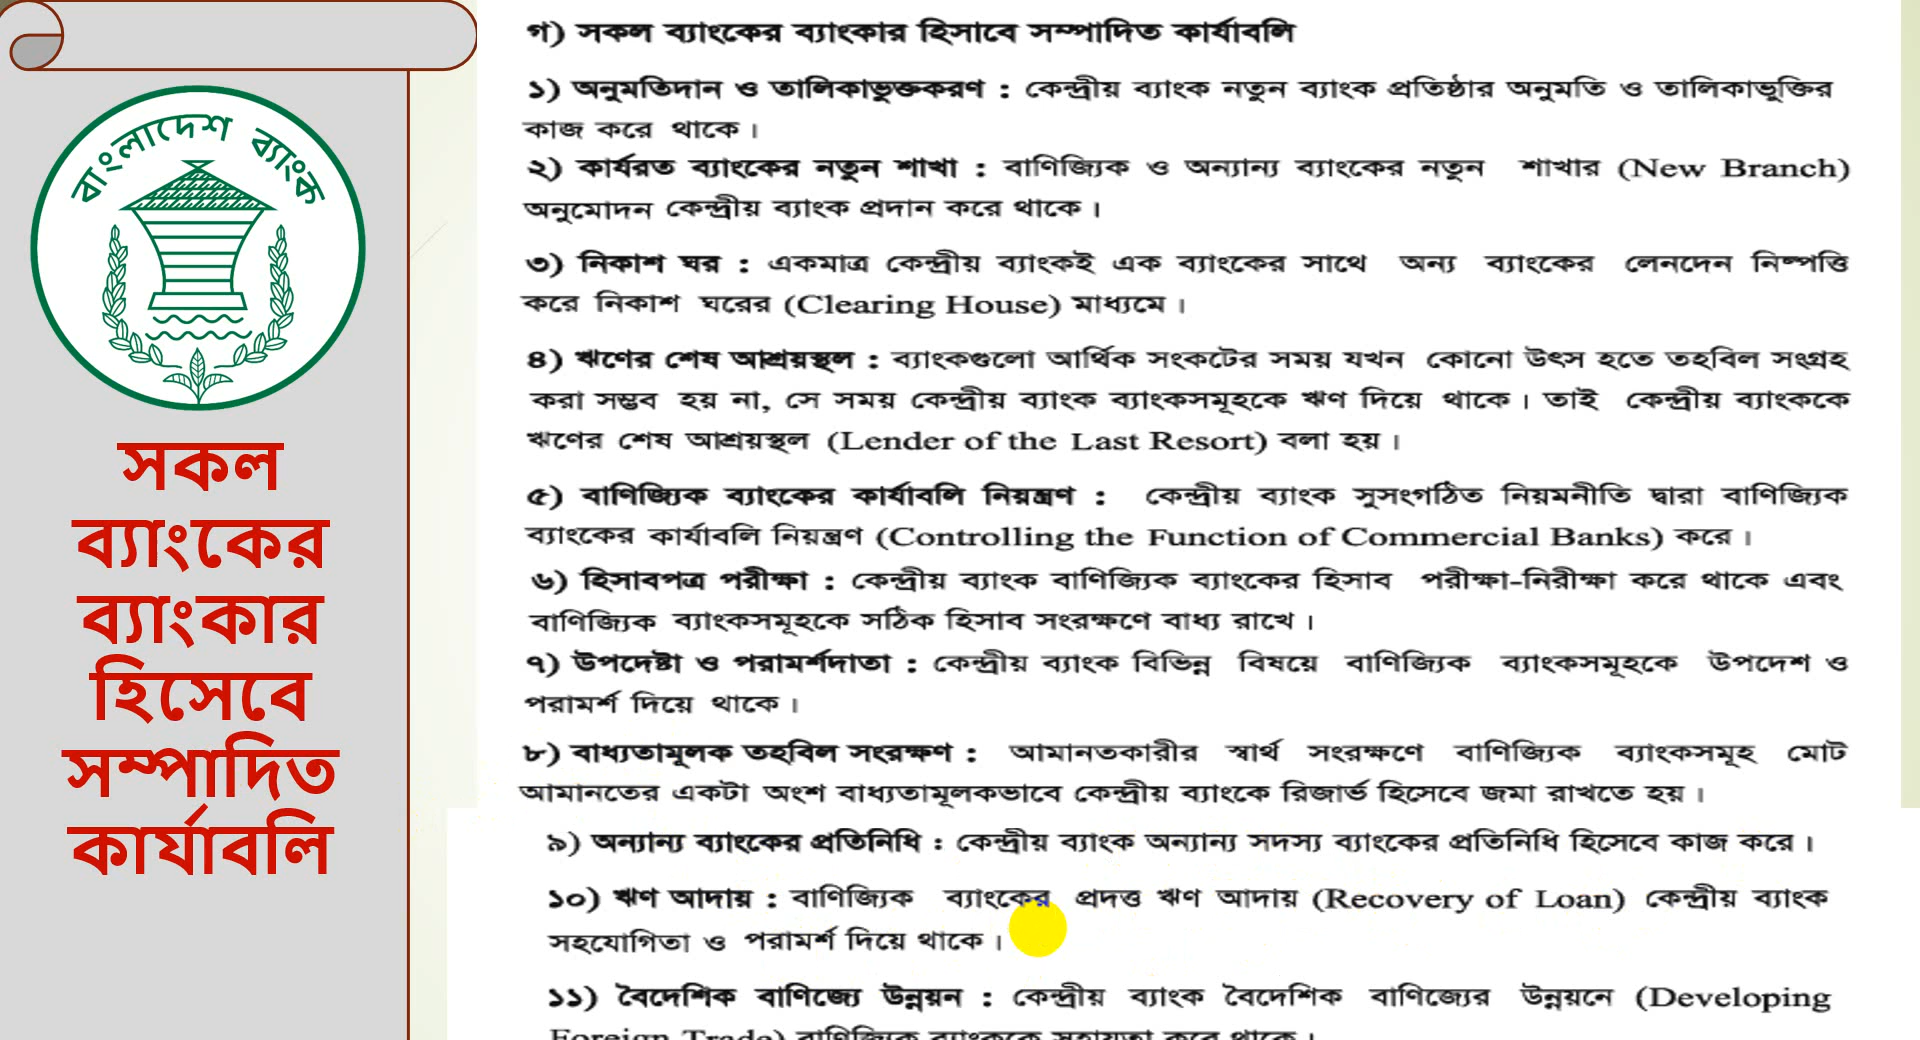 বাংলাদেশ ব্যাংক
সকল
ব্যাংকের
ব্যাংকার
হিসেবে
সম্পাদিত
কার্যাবলি
গ) সকল ব্যাংকের ব্যাংকার হিসাবে সম্পাদিত কার্যাবলি
১) অনুমতিদান ও তালিকাভুক্তকরণ : কেন্দ্রীয় ব্যাংক নতুন ব্যাংক প্রতিষ্ঠার অনুমতি ও তালিকাভুক্তির
কাজ করে থাকে।
২) কার্যরত ব্যাংকের নতুন শাখা : বাণিজ্যিক ও অন্যান্য ব্যাংকের নতুন শাখার (New Branch)
অনুমোদন কেন্দ্রীয় ব্যাংক প্রদান করে থাকে।
৩) নিকাশ ঘর : একমাত্র কেন্দ্রীয় ব্যাংকই এক ব্যাংকের সাথে অন্য ব্যাংকের লেনদেন নিষ্পত্তি
করে নিকাশ ঘরের (Clearing House) মাধ্যমে।
৪) ঋণের শেষ আশ্রয়স্থল : ব্যাংকগুলো আর্থিক সংকটের সময় যখন কোনো উৎস হতে তহবিল সংগ্রহ
করা সম্ভব হয় না, সে সময় কেন্দ্রীয় ব্যাংক ব্যাংকসমূহকে ঋণ দিয়ে থাকে। তাই কেন্দ্রীয় ব্যাংককে
ঋণের শেষ আশ্রয়স্থল (Lender of the Last Resort) বলা হয়।
৫) বাণিজ্যিক ব্যাংকের কার্যাবলি নিয়ন্ত্রণ : কেন্দ্রীয় ব্যাংক সুসংগঠিত নিয়মনীতি দ্বারা বাণিজ্যিক
ব্যাংকের কার্যাবলি নিয়ন্ত্রণ (Controlling the Function of Commercial Banks) করে।
৬) হিসাবপত্র পরীক্ষা : কেন্দ্রীয় ব্যাংক বাণিজ্যিক ব্যাংকের হিসাব পরীক্ষা-নিরীক্ষা করে থাকে এবং
বাণিজ্যিক ব্যাংকসমূহকে সঠিক হিসাব সংরক্ষণে বাধ্য রাখে।
৭) উপদেষ্টা ও পরামর্শদাতা : কেন্দ্রীয় ব্যাংক বিভিন্ন বিষয়ে বাণিজ্যিক ব্যাংকসমূহকে উপদেশ ও
পরামর্শ দিয়ে থাকে।
৮) বাধ্যতামূলক তহবিল সংরক্ষণ : আমানতকারীর স্বার্থ সংরক্ষণে বাণিজ্যিক ব্যাংকসমূহ মোট
আমানতের একটা অংশ বাধ্যতামূলকভাবে কেন্দ্রীয় ব্যাংকে রিজার্ভ হিসেবে জমা রাখতে হয়।
৯) অন্যান্য ব্যাংকের প্রতিনিধি : কেন্দ্রীয় ব্যাংক অন্যান্য সদস্য ব্যাংকের প্রতিনিধি হিসেবে কাজ করে।
১০) ঋণ আদায় : বাণিজ্যিক ব্যাংকের প্রদত্ত ঋণ আদায় (Recovery of Loan) কেন্দ্রীয় ব্যাংক
সহযোগিতা ও পরামর্শ দিয়ে থাকে।
১১) বৈদেশিক বাণিজ্যে উন্নয়ন : কেন্দ্রীয় ব্যাংক বৈদেশিক বাণিজ্যের উন্নয়নে (Developing
Foreign Trade) বাণিজ্যিক ব্যাংককে সহায়তা করে থাকে।